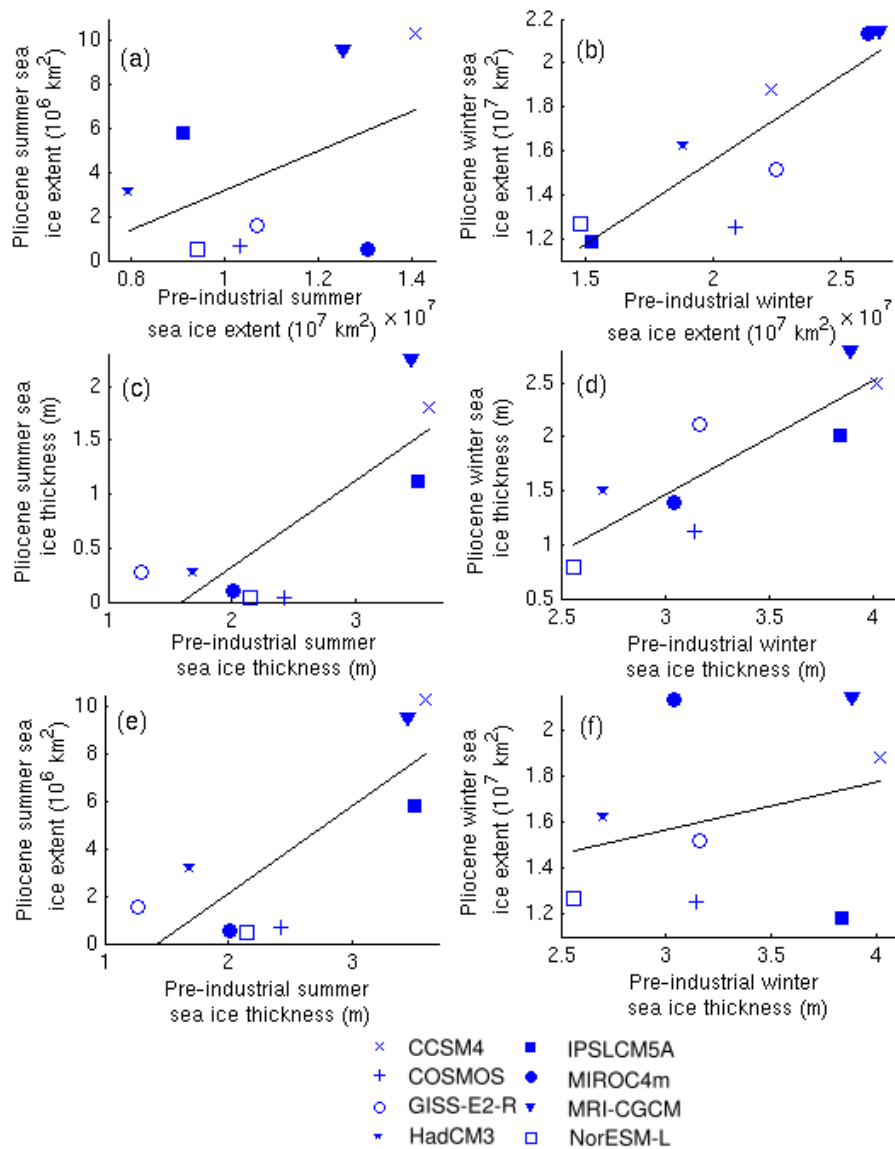 (a)
Pliocene summer sea
ice extent (10^6 km^2)
10
8
6
4
2
0
0.8
1
1.2
1.4
Pre-industrial summer
sea ice extent (10^7 km^2) × 10^7
(b)
Pliocene winter sea
ice extent (10^7 km^2)
2.2
2
1.8
1.6
1.4
1.2
1.5
2
2.5
Pre-industrial winter
sea ice extent (10^7 km^2) × 10^7
(c)
Pliocene summer sea
ice thickness (m)
2
1.5
1
0.5
0
1
2
3
4
Pre-industrial summer
sea ice thickness (m)
(d)
Pliocene winter sea
ice thickness (m)
2.5
2
1.5
1
0.5
2.5
3
3.5
4
Pre-industrial winter
sea ice thickness (m)
(e)
Pliocene summer sea
ice extent (10^6 km^2)
10
8
6
4
2
0
1
2
3
4
Pre-industrial summer
sea ice thickness (m)
(f)
Pliocene winter sea
ice extent (10^7 km^2)
2
1.8
1.6
1.4
1.2
2.5
3
3.5
4
Pre-industrial winter
sea ice thickness (m)
CCSM4
COSMOS
GISS-E2-R
HadCM3
IPSLCM5A
MIROC4m
MRI-CGCM
NorESM-L